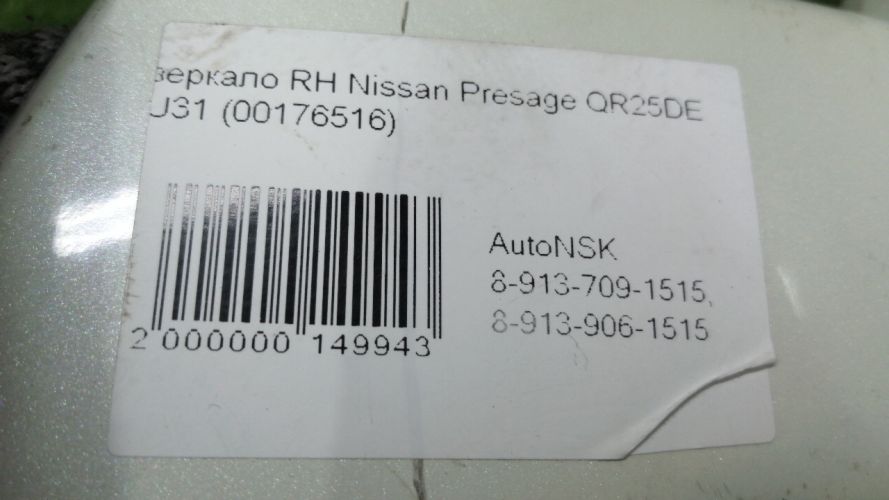 зеркало RH Nissan Presage QR25DE
U31 (00176516)
AutoNSK
8-913-709-1515,
8-913-906-1515
2 000000 149943